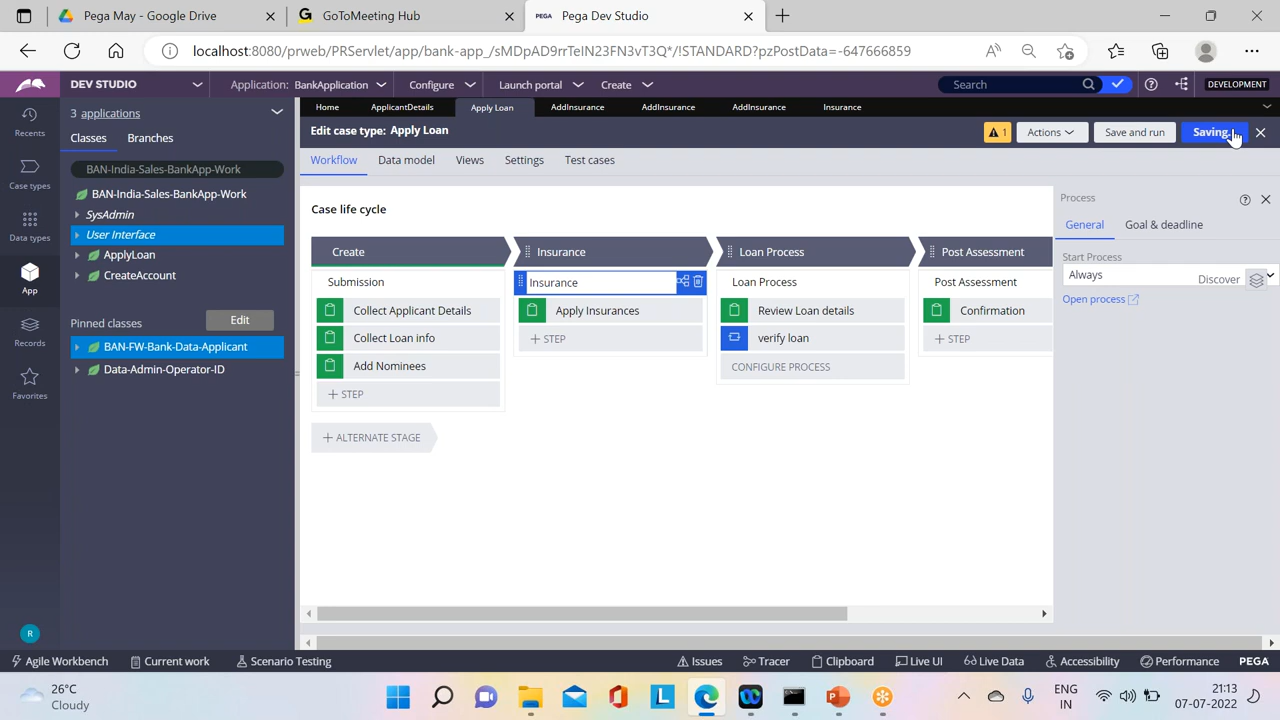 Pega May - Google Drive
GoToMeeting Hub
PEGA Pega Dev Studio
localhost:8080/prweb/PRServlet/app/bank-app_/sMDpAD9rrTeIN23FN3vT3Q*/!STANDARD?pzPostData=-647666859
DEV STUDIO
Application: BankApplication
Configure
Launch portal
Create
Search
DEVELOPMENT
3 applications
Home
ApplicantDetails
Apply Loan
AddInsurance
AddInsurance
AddInsurance
Insurance
Recents
Case types
Data types
App
Records
Favorites
R
Classes
Branches
BAN-India-Sales-BankApp-Work
BAN-India-Sales-BankApp-Work
SysAdmin
User Interface
ApplyLoan
CreateAccount
Pinned classes
Edit
BAN-FW-Bank-Data-Applicant
Data-Admin-Operator-ID
Edit case type: Apply Loan
1
Actions
Save and run
Saving...
Workflow
Data model
Views
Settings
Test cases
Case life cycle
Create
Insurance
Loan Process
Post Assessment
Submission
Insurance
Loan Process
Post Assessment
Collect Applicant Details
Apply Insurances
Review Loan details
Confirmation
Collect Loan info
+ STEP
verify loan
+ STEP
Add Nominees
CONFIGURE PROCESS
+ STEP
+ ALTERNATE STAGE
Process
General
Goal & deadline
Start Process
Always
Discover
Open process
Agile Workbench
Current work
Scenario Testing
Issues
Tracer
Clipboard
Live UI
Live Data
Accessibility
Performance
PEGA
26°C
Cloudy
L
ENG
IN
21:13
07-07-2022